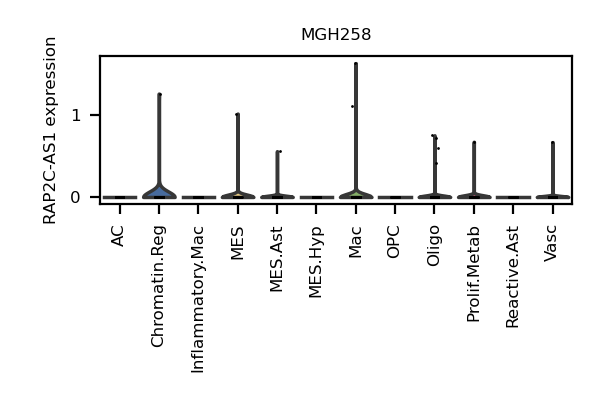 MGH258
RAP2C-AS1 expression
1
0
AC
Chromatin.Reg
Inflammatory.Mac
MES
MES.Ast
MES.Hyp
Mac
OPC
Oligo
Prolif.Metab
Reactive.Ast
Vasc